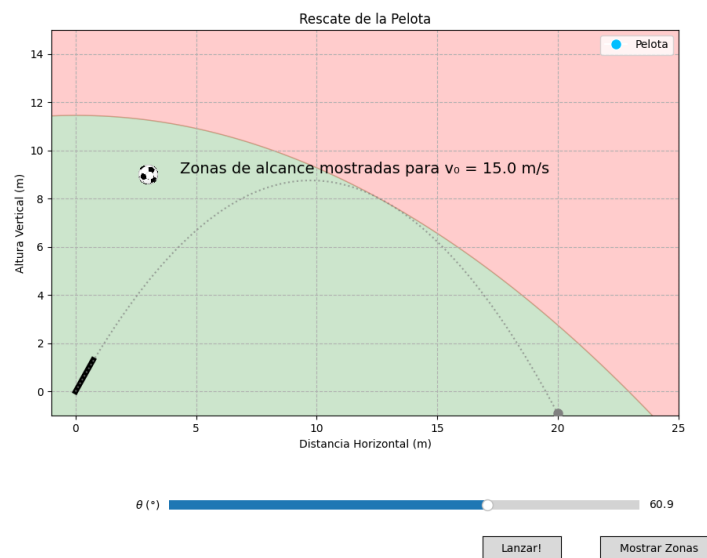 Rescate de la Pelota
Pelota
Zonas de alcance mostradas para v₀ = 15.0 m/s
Altura Vertical (m)
14
12
10
8
6
4
2
0
0 5 10 15 20 25
Distancia Horizontal (m)
θ (°) 60.9
Lanzar! Mostrar Zonas